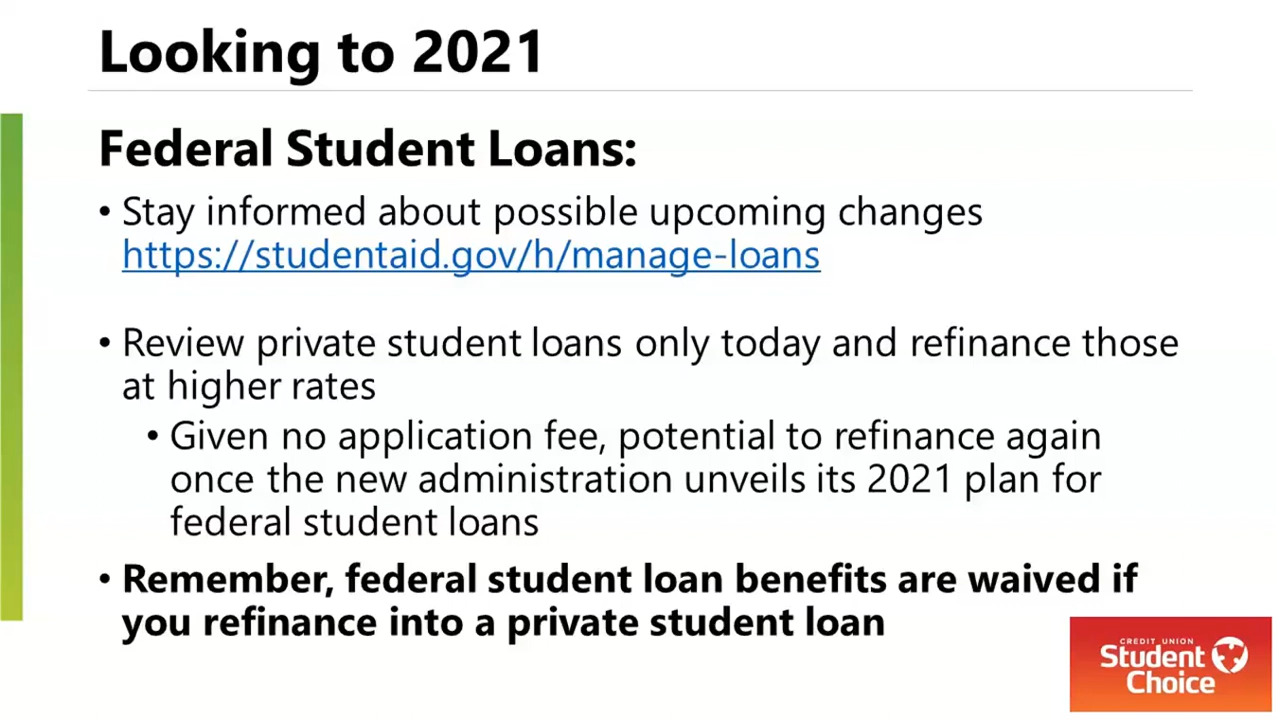 Looking to 2021
Federal Student Loans:
• Stay informed about possible upcoming changes
https://studentaid.gov/h/manage-loans
• Review private student loans only today and refinance those
at higher rates
• Given no application fee, potential to refinance again
once the new administration unveils its 2021 plan for
federal student loans
• Remember, federal student loan benefits are waived if
you refinance into a private student loan
CREDIT UNION
Student
Choice